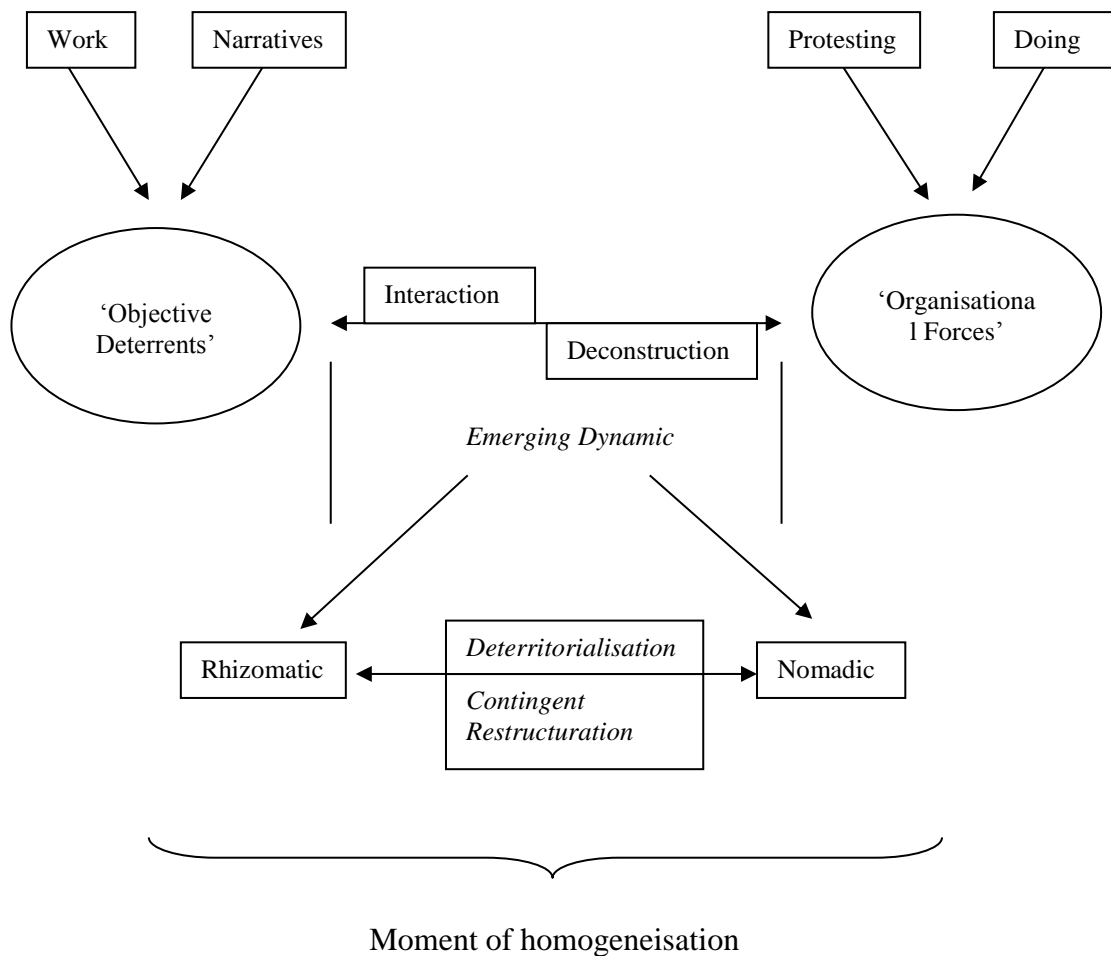 Work
Narratives
Protesting
Doing
‘Objective
Deterrents’
Interaction
Deconstruction
‘Organisationa
l Forces’
Emerging Dynamic
Rhizomatic
Deterritorialisation
Contingent
Restructuration
Nomadic
Moment of homogeneisation